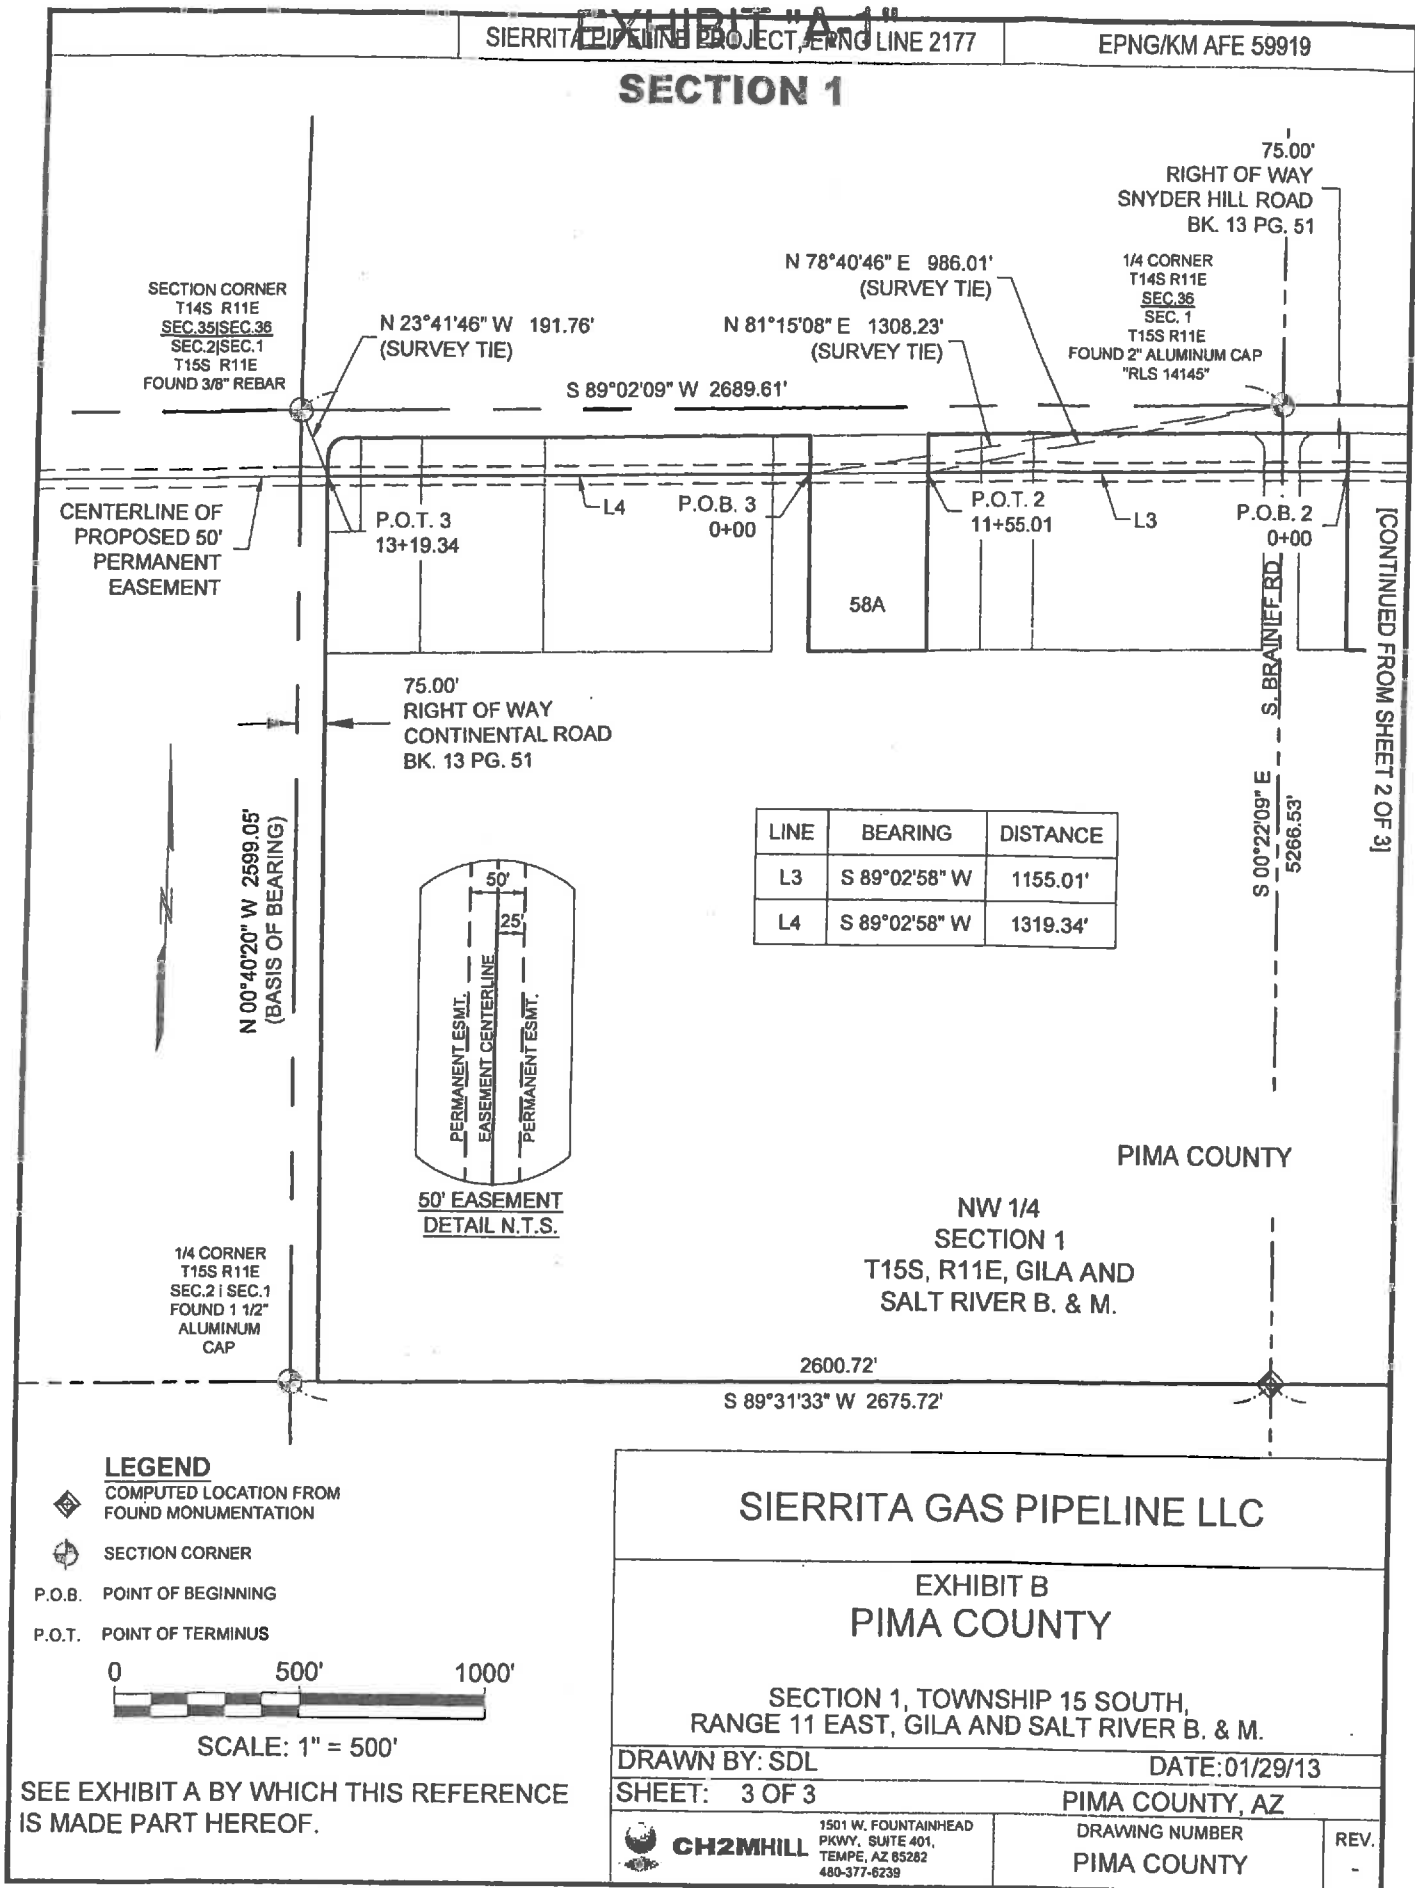 EXHIBIT "A-1"
SIERRITA PIPELINE PROJECT, EPNG LINE 2177
EPNG/KM AFE 59919
SECTION 1
75.00'
RIGHT OF WAY
SNYDER HILL ROAD
BK. 13 PG. 51
N 78°40'46" E 986.01'
(SURVEY TIE)
1/4 CORNER
T14S R11E
SEC.36
SEC. 1
T15S R11E
FOUND 2" ALUMINUM CAP
"RLS 14145"
SECTION CORNER
T14S R11E
SEC.35|SEC.36
SEC.2|SEC.1
T15S R11E
FOUND 3/8" REBAR
N 23°41'46" W 191.76'
(SURVEY TIE)
N 81°15'08" E 1308.23'
(SURVEY TIE)
S 89°02'09" W 2689.61'
CENTERLINE OF
PROPOSED 50'
PERMANENT
EASEMENT
P.O.T. 3
13+19.34
L4
P.O.B. 3
0+00
P.O.T. 2
11+55.01
L3
P.O.B. 2
0+00
58A
S. BRAINIFF RD
[CONTINUED FROM SHEET 2 OF 3]
75.00'
RIGHT OF WAY
CONTINENTAL ROAD
BK. 13 PG. 51
N 00°40'20" W 2599.05'
(BASIS OF BEARING)
N
LINE BEARING DISTANCE
L3 S 89°02'58" W 1155.01'
L4 S 89°02'58" W 1319.34'
S 00°22'09" E
5266.53'
50'
25'
PERMANENT ESMT.
EASEMENT CENTERLINE
PERMANENT ESMT.
50' EASEMENT
DETAIL N.T.S.
PIMA COUNTY
NW 1/4
SECTION 1
T15S, R11E, GILA AND
SALT RIVER B. & M.
1/4 CORNER
T15S R11E
SEC.2 | SEC.1
FOUND 1 1/2"
ALUMINUM
CAP
2600.72'
S 89°31'33" W 2675.72'
LEGEND
COMPUTED LOCATION FROM
FOUND MONUMENTATION
SECTION CORNER
P.O.B. POINT OF BEGINNING
P.O.T. POINT OF TERMINUS
0 500' 1000'
SCALE: 1" = 500'
SEE EXHIBIT A BY WHICH THIS REFERENCE
IS MADE PART HEREOF.
SIERRITA GAS PIPELINE LLC
EXHIBIT B
PIMA COUNTY
SECTION 1, TOWNSHIP 15 SOUTH,
RANGE 11 EAST, GILA AND SALT RIVER B. & M.
DRAWN BY: SDL
DATE:01/29/13
SHEET: 3 OF 3
PIMA COUNTY, AZ
CH2MHILL
1501 W. FOUNTAINHEAD
PKWY, SUITE 401,
TEMPE, AZ 85282
480-377-6239
DRAWING NUMBER
PIMA COUNTY
REV.
-